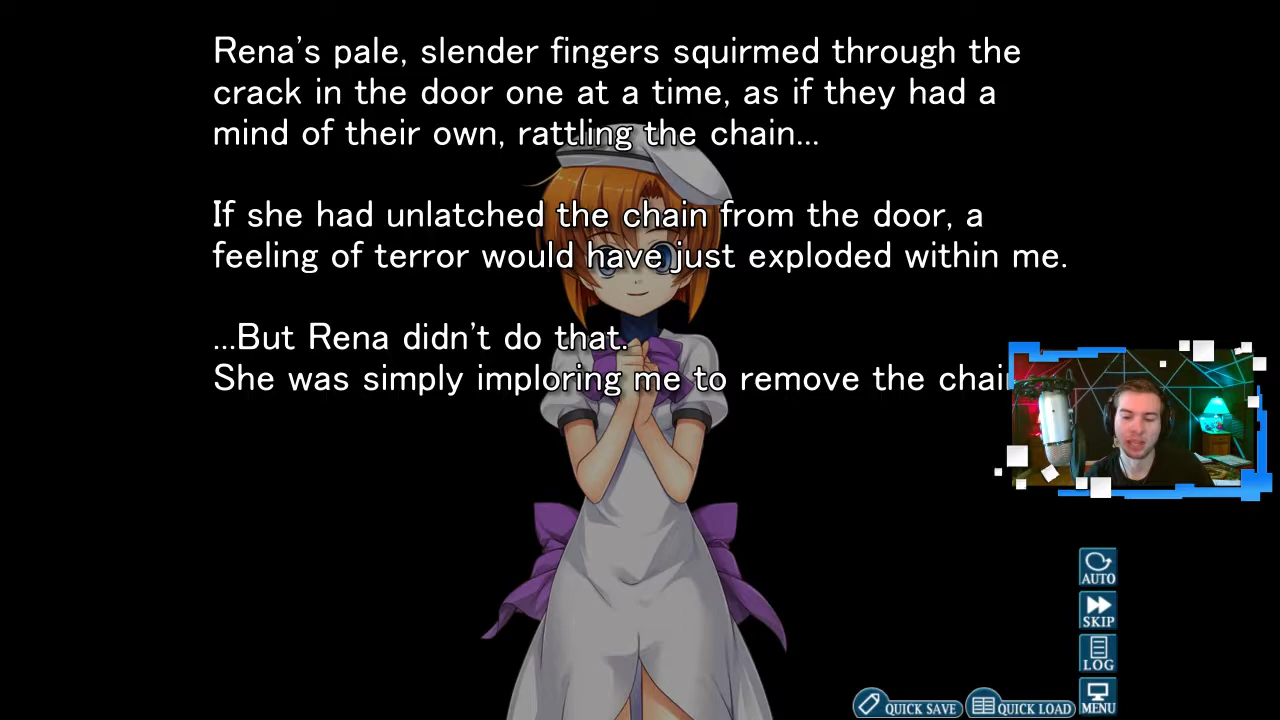 Rena's pale, slender fingers squirmed through the
crack in the door one at a time, as if they had a
mind of their own, rattling the chain...
If she had unlatched the chain from the door, a
feeling of terror would have just exploded within me.
...But Rena didn't do that.
She was simply imploring me to remove the
AUTO
SKIP
LOG
MENU
QUICK SAVE
QUICK LOAD